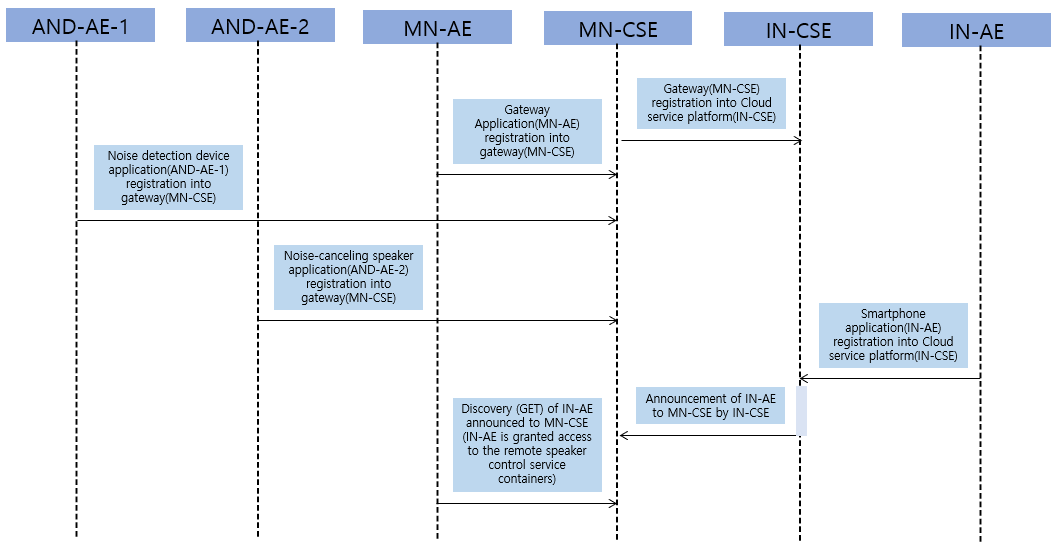 AND-AE-1
AND-AE-2
MN-AE
MN-CSE
IN-CSE
IN-AE
Gateway(MN-CSE)
registration into Cloud
service platform(IN-CSE)
Gateway
Application(MN-AE)
registration into
gateway(MN-CSE)
Noise detection device
application(AND-AE-1)
registration into
gateway(MN-CSE)
Noise-canceling speaker
application(AND-AE-2)
registration into
gateway(MN-CSE)
Smartphone
application(IN-AE)
registration into Cloud
service platform(IN-CSE)
Announcement of IN-AE
to MN-CSE by IN-CSE
Discovery (GET) of IN-AE
announced to MN-CSE
(IN-AE is granted access
to the remote speaker
control service
containers)